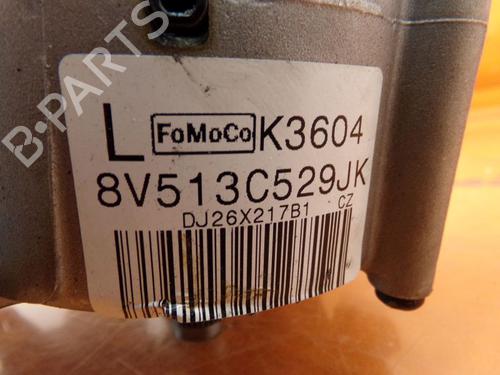 B-PARTS
L FoMoCo K3604
8V513C529JK
DJ26X217B1 CZ